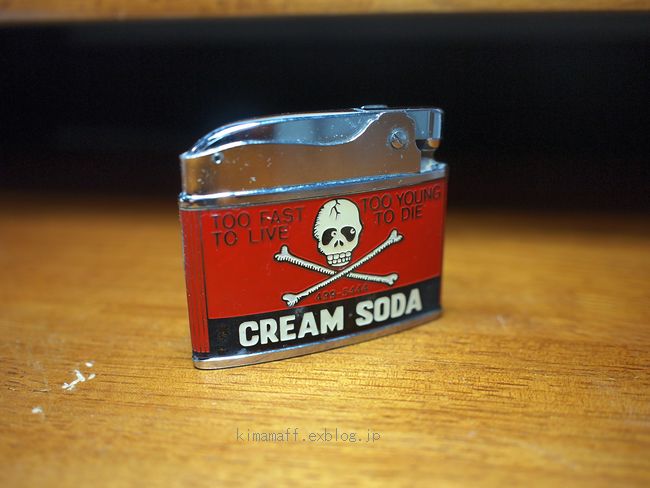 TOO FAST
TO LIVE
TOO YOUNG
TO DIE
CREAM SODA
kimamaff.exblog.jp